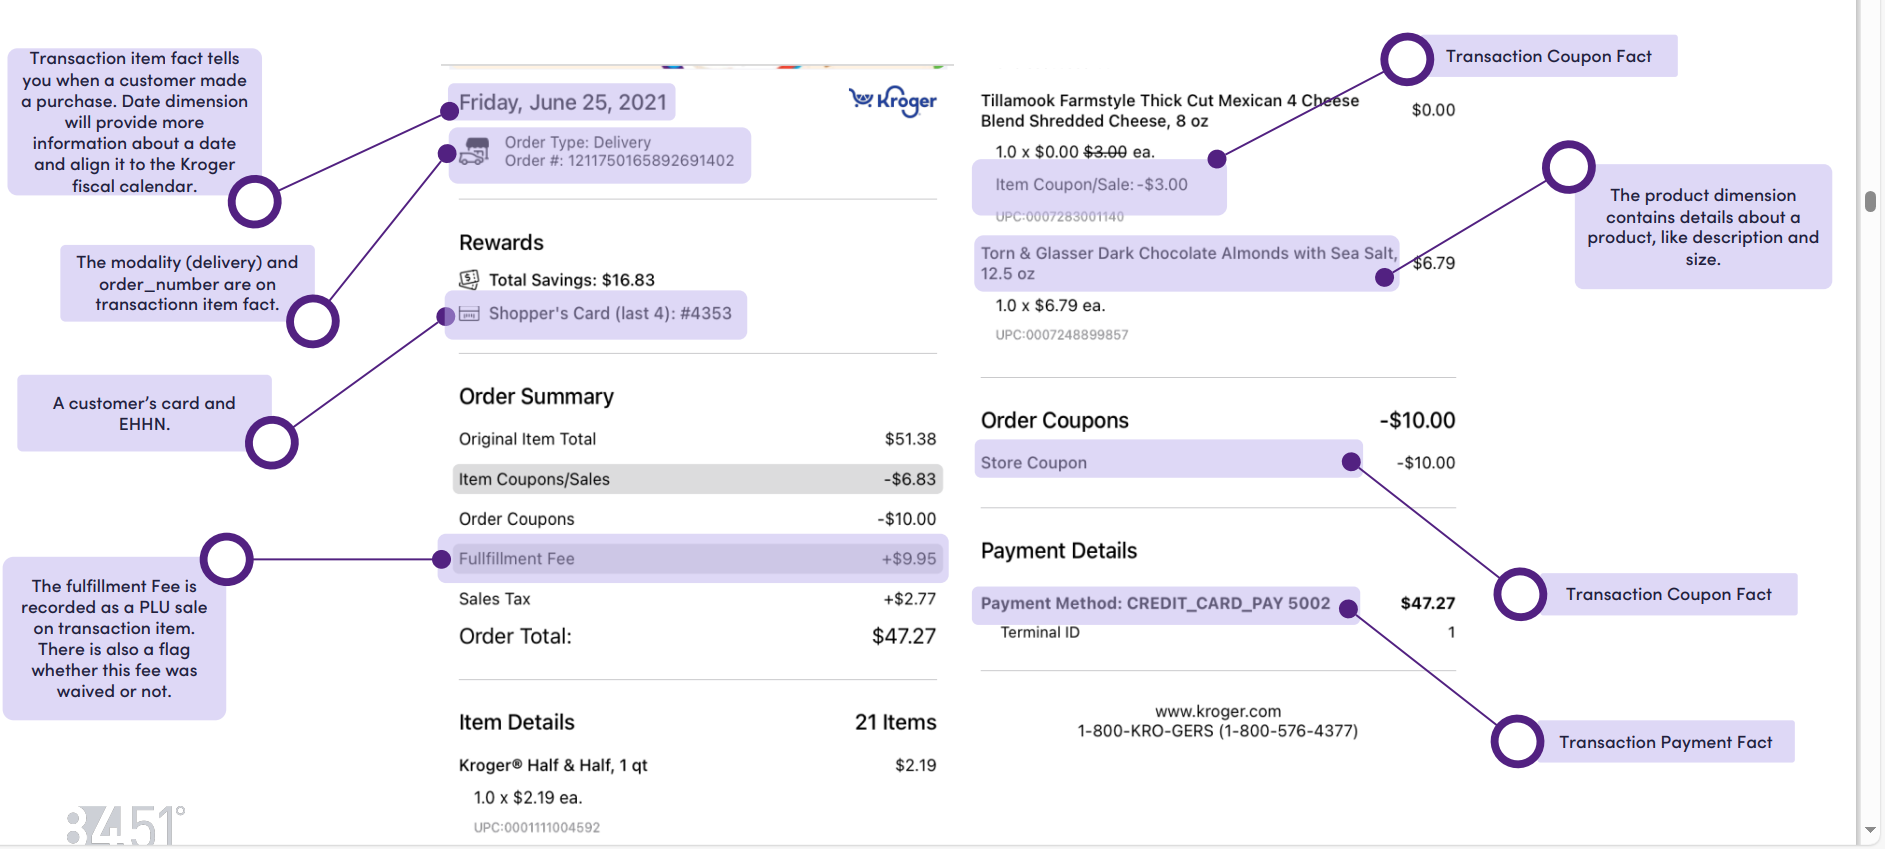 Transaction item fact tells
you when a customer made
a purchase. Date dimension
will provide more
information about a date
and align it to the Kroger
fiscal calendar.
The modality (delivery) and
order_number are on
transactionn item fact.
A customer’s card and
EHHN.
The fulfillment Fee is
recorded as a PLU sale
on transaction item.
There is also a flag
whether this fee was
waived or not.
84.51°
Friday, June 25, 2021
Kroger
Order Type: Delivery
Order #: 1211750165892691402
Rewards
Total Savings: $16.83
Shopper's Card (last 4): #4353
Order Summary
Original Item Total $51.38
Item Coupons/Sales -$6.83
Order Coupons -$10.00
Fullfillment Fee +$9.95
Sales Tax +$2.77
Order Total: $47.27
Item Details 21 Items
Kroger® Half & Half, 1 qt $2.19
1.0 x $2.19 ea.
UPC:0001111004592
Tillamook Farmstyle Thick Cut Mexican 4 Cheese
Blend Shredded Cheese, 8 oz $0.00
1.0 x $0.00 $3.00 ea.
Item Coupon/Sale: -$3.00
UPC:0007283001140
Torn & Glasser Dark Chocolate Almonds with Sea Salt,
12.5 oz $6.79
1.0 x $6.79 ea.
UPC:0007248899857
Order Coupons -$10.00
Store Coupon -$10.00
Payment Details
Payment Method: CREDIT_CARD_PAY 5002 $47.27
Terminal ID 1
www.kroger.com
1-800-KRO-GERS (1-800-576-4377)
Transaction Coupon Fact
The product dimension
contains details about a
product, like description and
size.
Transaction Coupon Fact
Transaction Payment Fact